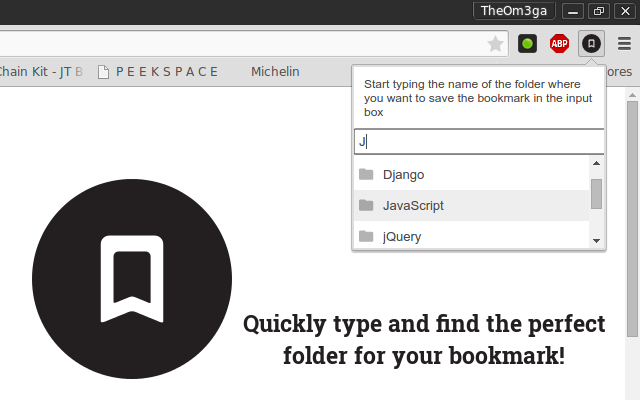 TheOm3ga
ABP
Chain Kit - JT B
P E E K S P A C E
Michelin
ores
Start typing the name of the folder where
you want to save the bookmark in the input
box
J
Django
JavaScript
jQuery
Quickly type and find the perfect
folder for your bookmark!